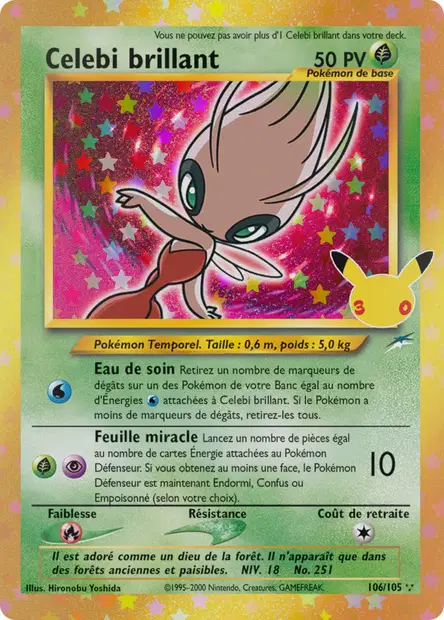 Vous ne pouvez pas avoir plus d'1 Celebi brillant dans votre deck.
Celebi brillant 50 PV
Pokémon de base
3 0
Pokémon Temporel. Taille : 0,6 m, poids : 5,0 kg
Eau de soin Retirez un nombre de marqueurs de
dégâts sur un des Pokémon de votre Banc égal au nombre
d'Énergies attachées à Celebi brillant. Si le Pokémon a
moins de marqueurs de dégâts, retirez-les tous.
Feuille miracle Lancez un nombre de pièces égal
au nombre de cartes Énergie attachées au Pokémon
Défenseur. Si vous obtenez au moins une face, le Pokémon
Défenseur est maintenant Endormi, Confus ou
Empoisonné (selon votre choix).
10
Faiblesse Résistance Coût de retraite
Il est adoré comme un dieu de la forêt. Il n'apparaît que dans
des forêts anciennes et paisibles. NIV. 18 No. 251
Illus. Hironobu Yoshida ©1995-2000 Nintendo, Creatures, GAMEFREAK. 106/105